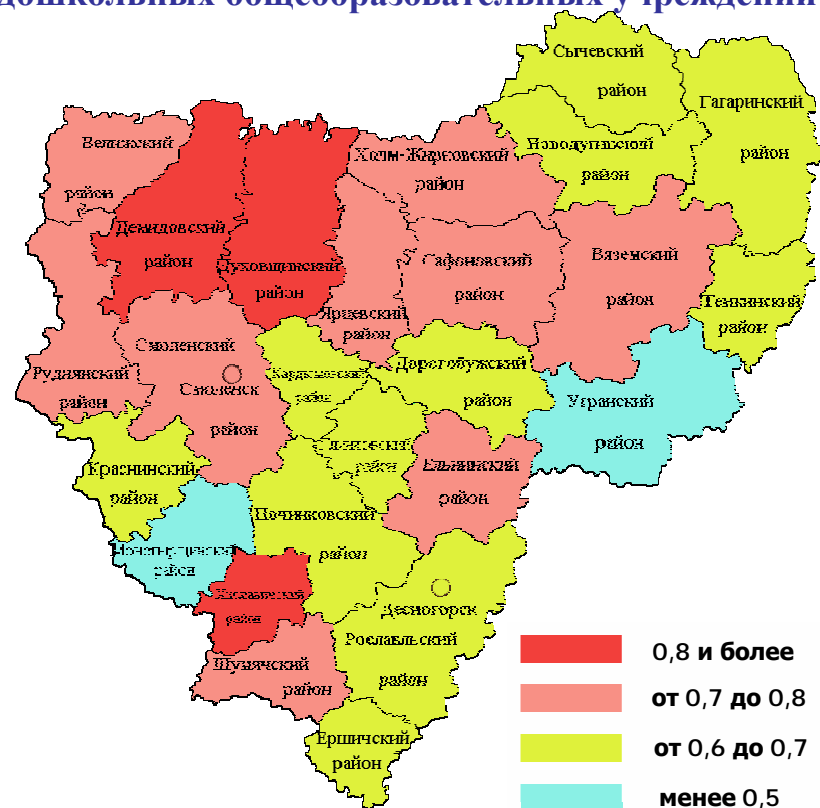 дошкольных общеобразовательных учреждений
Сычевский
район
Гагаринский
район
Новодугинский
район
Велижский
район
Холм-Жирковский
район
Демидовский
район
Духовщинский
район
Ярцевский
район
Сафоновский
район
Вяземский
район
Темкинский
район
Смоленский
Смоленск
район
Руднянский
район
Кардымовский
район
Дорогобужский
район
Угранский
район
район
Ельнинский
район
Краснинский
район
Починковский
район
Монастырщинский
район
Хиславичский
район
Десногорск
Рославльский
район
Шумячский
район
Ершичский
район
0,8 и более
от 0,7 до 0,8
от 0,6 до 0,7
менее 0,5